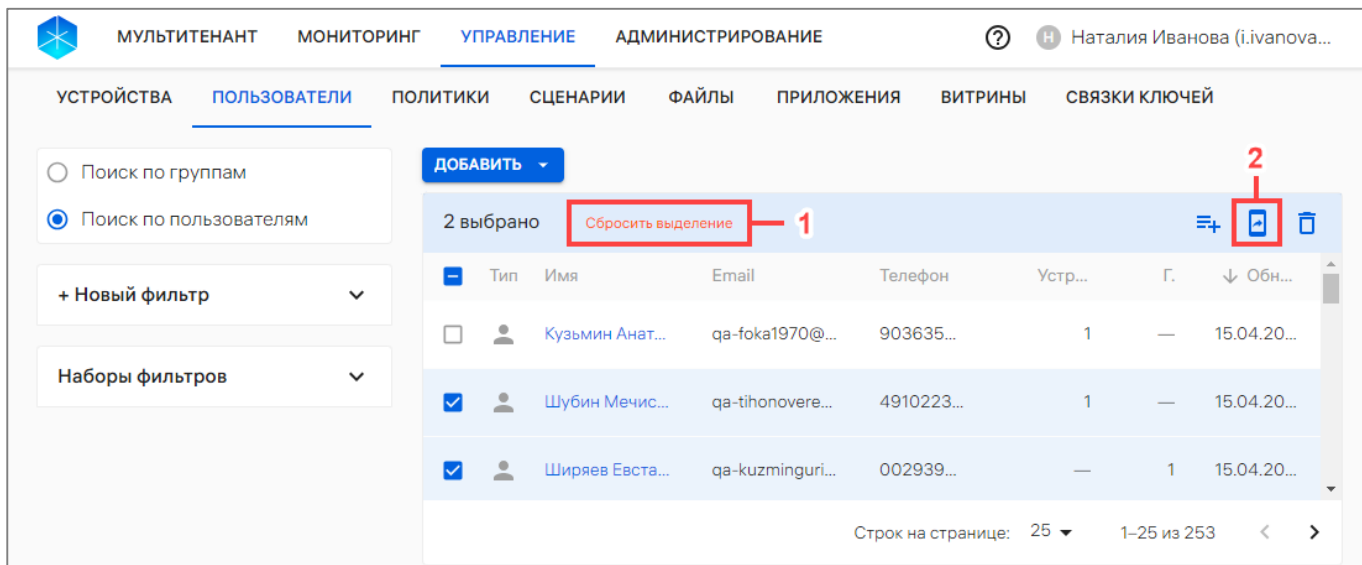 МУЛЬТИТЕНАНТ МОНИТОРИНГ УПРАВЛЕНИЕ АДМИНИСТРИРОВАНИЕ ? Н Наталия Иванова (i.ivanova...
УСТРОЙСТВА ПОЛЬЗОВАТЕЛИ ПОЛИТИКИ СЦЕНАРИИ ФАЙЛЫ ПРИЛОЖЕНИЯ ВИТРИНЫ СВЯЗКИ КЛЮЧЕЙ
Поиск по группам
Поиск по пользователям
+ Новый фильтр
Наборы фильтров
ДОБАВИТЬ
2
2 выбрано Сбросить выделение 1
Тип Имя Email Телефон Устр... Г. Обн...
Кузьмин Анат... qa-foka1970@... 903635... 1 — 15.04.20...
Шубин Мечис... qa-tihonovere... 4910223... 1 — 15.04.20...
Ширяев Евста... qa-kuzminguri... 002939... — 1 15.04.20...
Строк на странице: 25 1–25 из 253